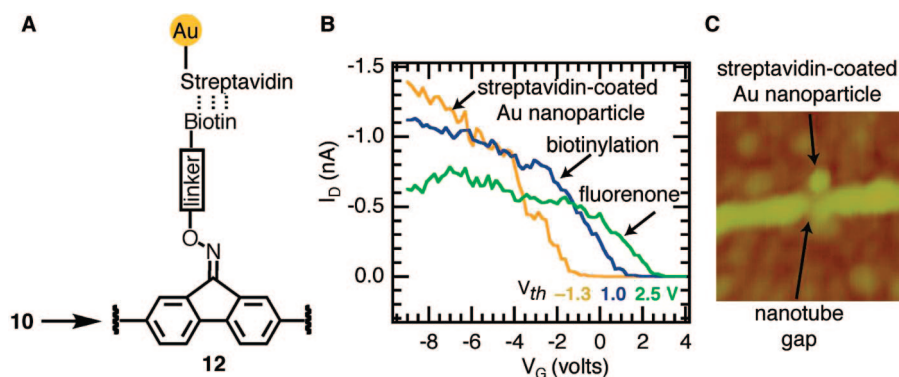 A
Au
Streptavidin
Biotin
linker
O
N
10
12
B
-1.5
-1.0
-0.5
0.0
I_D (nA)
streptavidin-coated
Au nanoparticle
biotinylation
fluorenone
V_th −1.3 1.0 2.5 V
-8 -6 -4 -2 0 2 4
V_G (volts)
C
streptavidin-coated
Au nanoparticle
nanotube
gap